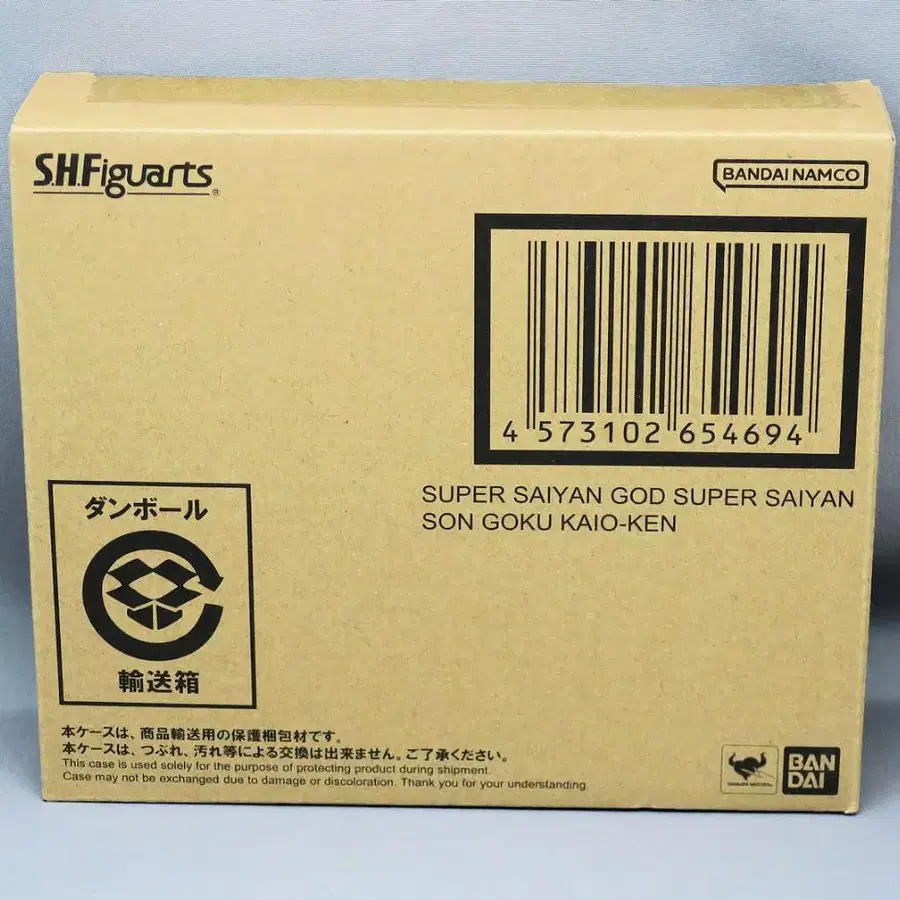 S.H.Figuarts®
BANDAI NAMCO
4 573102 654694
SUPER SAIYAN GOD SUPER SAIYAN
SON GOKU KAIO-KEN
ダンボール
輸送箱
本ケースは、商品輸送用の保護梱包材です。
本ケースは、つぶれ、汚れ等による交換は出来ません。ご了承ください。
This case is used solely for the purpose of protecting product during shipment.
Case may not be exchanged due to damage or discoloration. Thank you for your understanding.
BAN
DAI